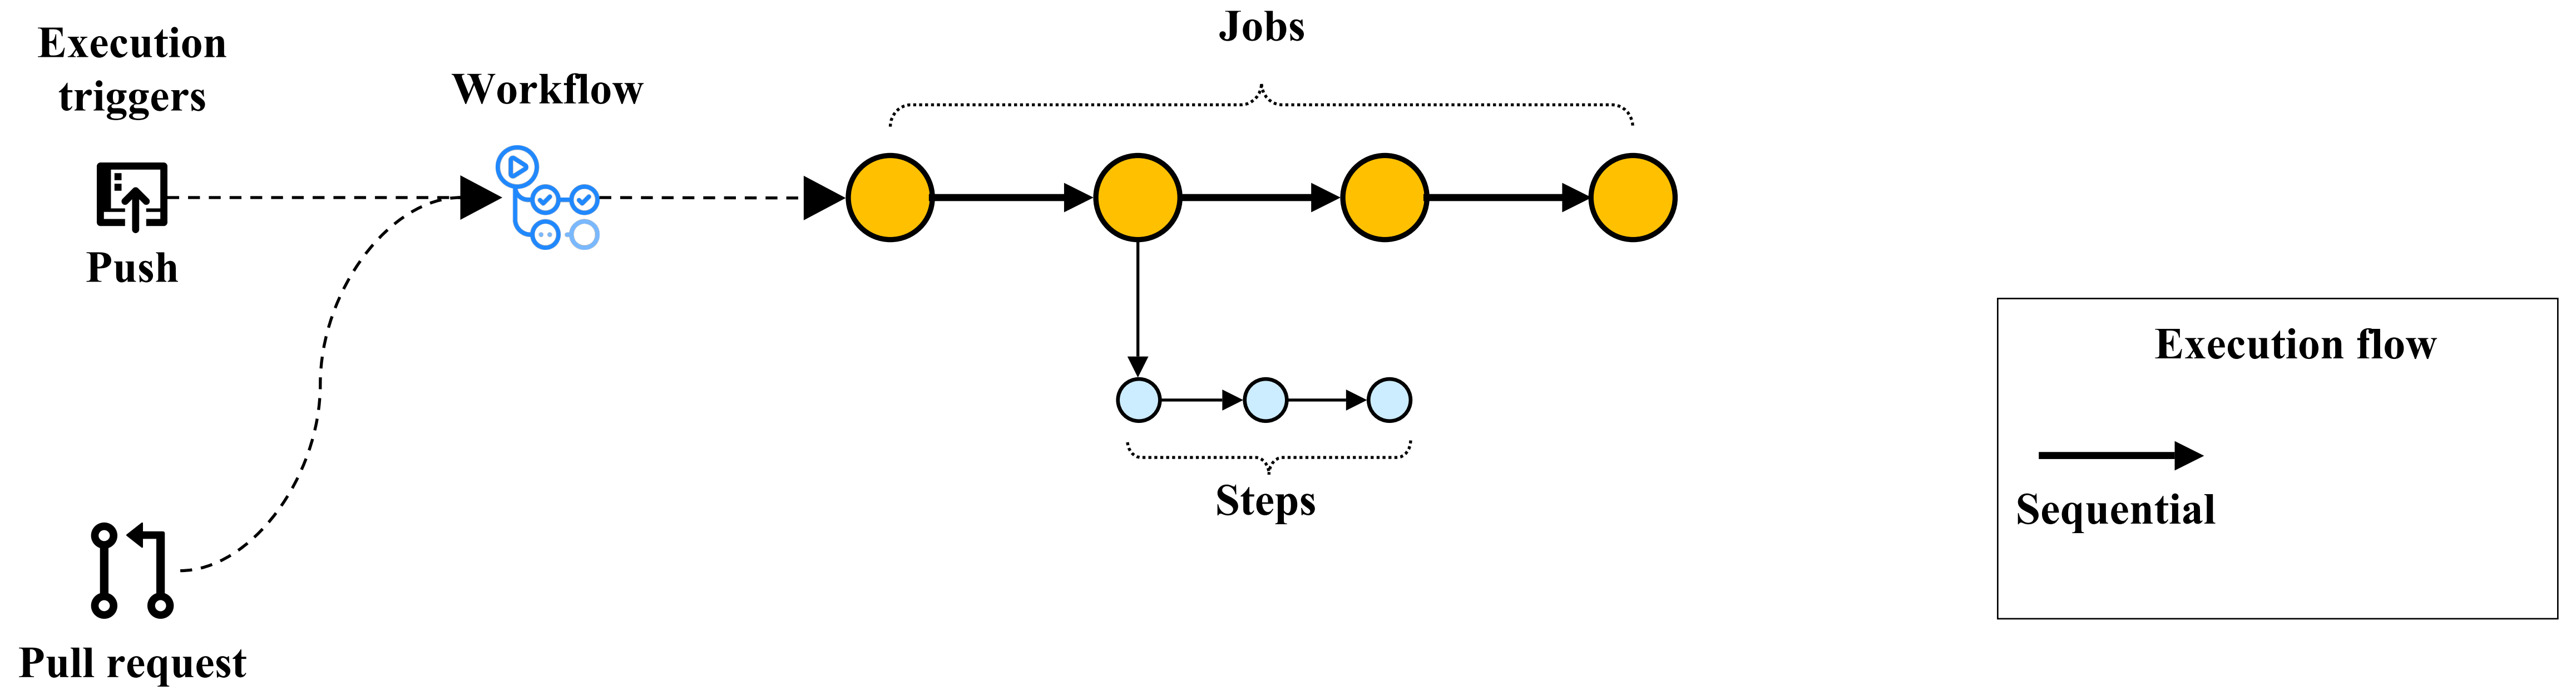 Execution
triggers
Push
Pull request
Workflow
Jobs
Steps
Execution flow
Sequential